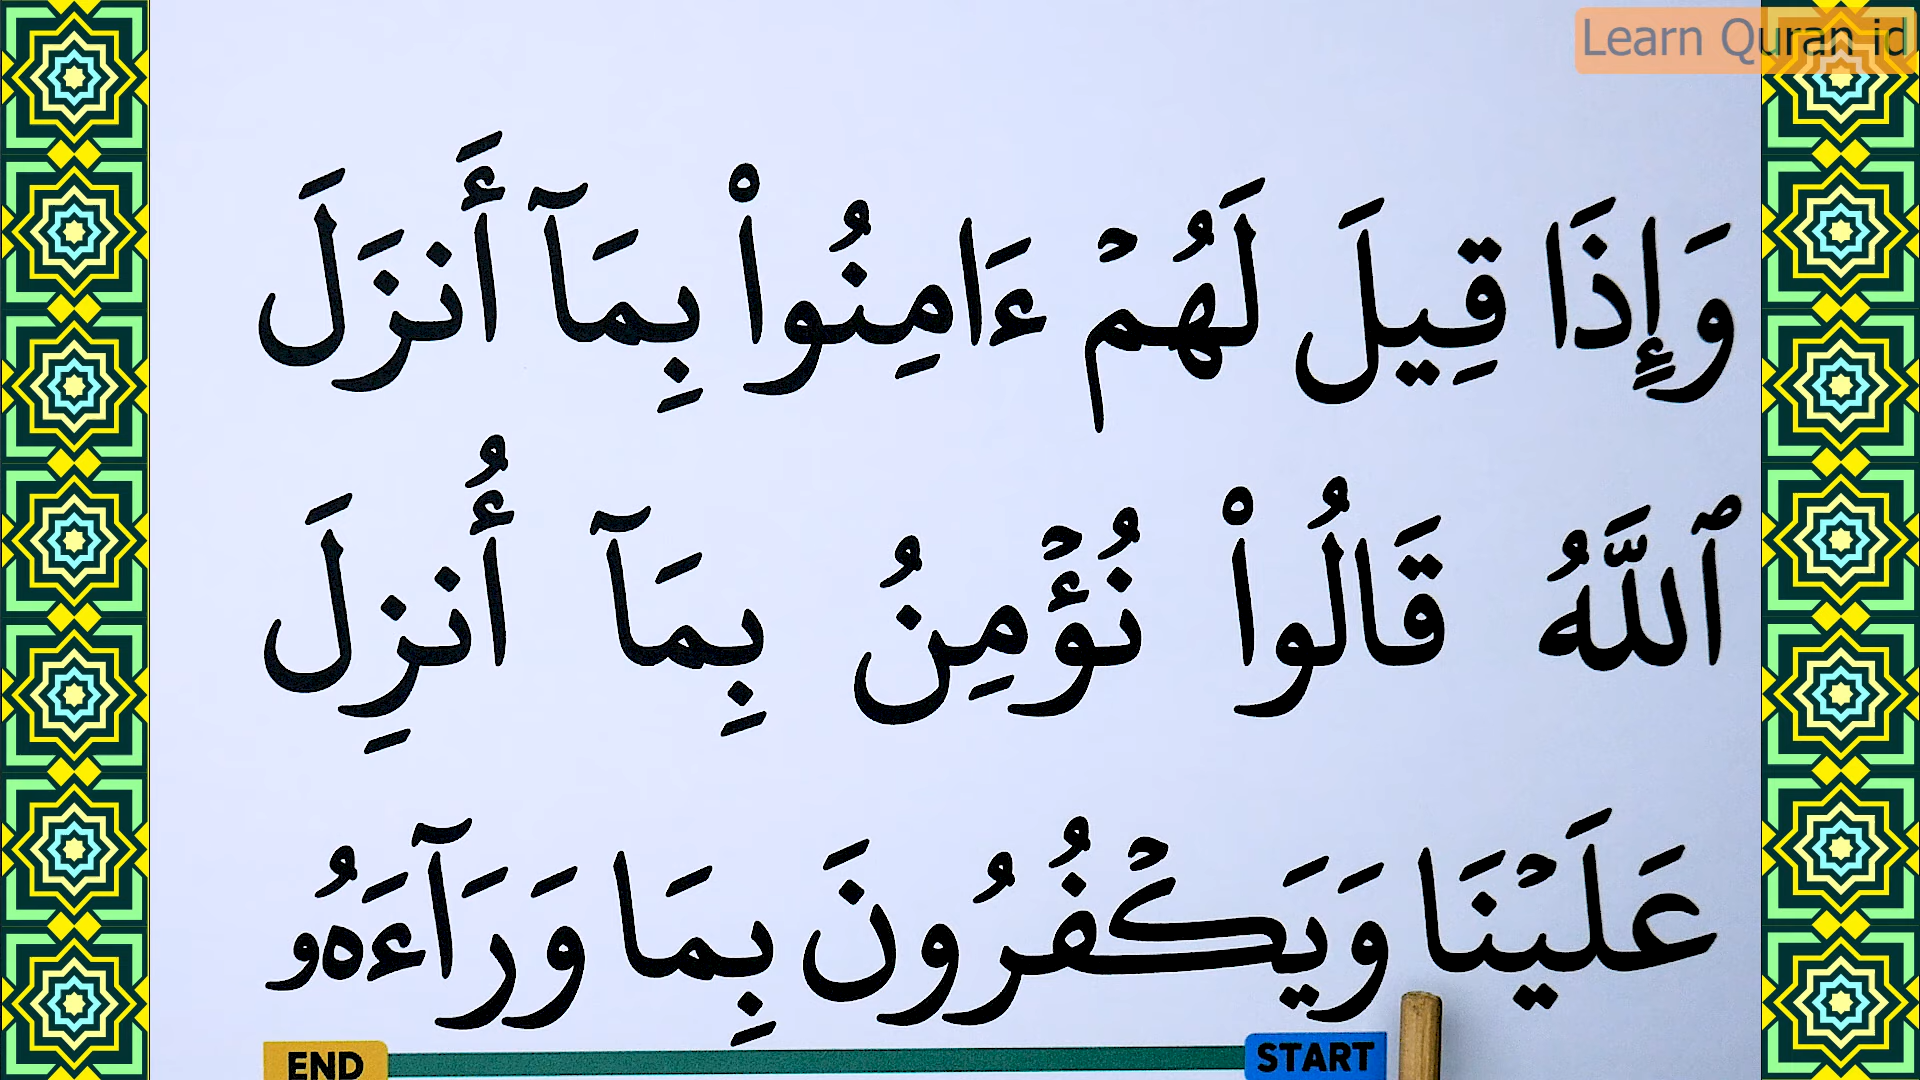 Learn Quran id
وَإِذَا قِيلَ لَهُمۡ ءَامِنُوا۟ بِمَآ أَنزَلَ
ٱللَّهُ قَالُوا۟ نُؤۡمِنُ بِمَآ أُنزِلَ
عَلَيۡنَا وَيَكۡفُرُونَ بِمَا وَرَآءَهُۥ
END START